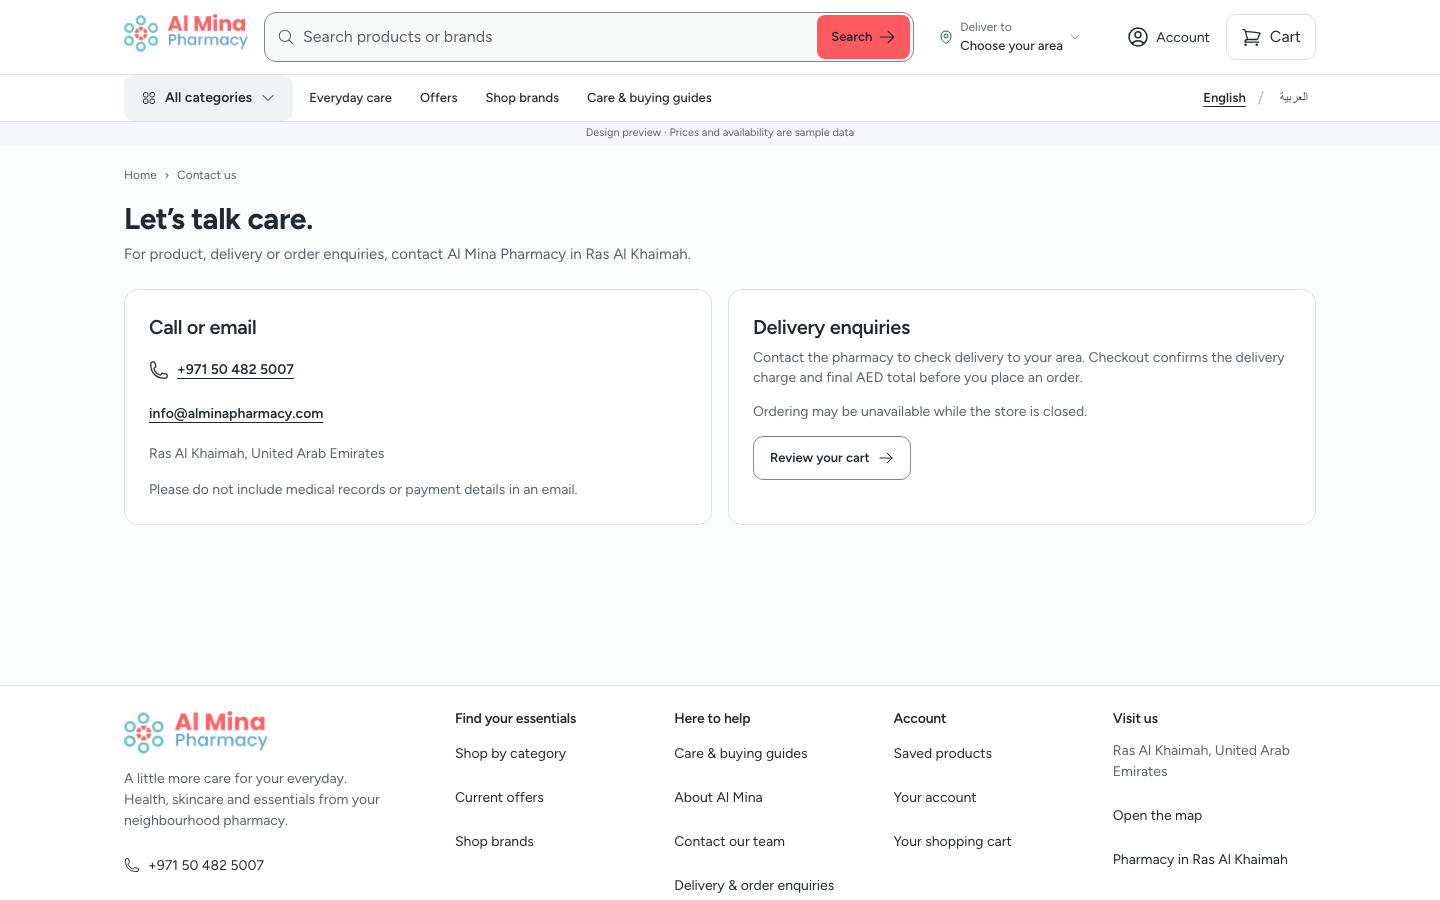 Al Mina
Pharmacy
Search products or brands
Search
Deliver to
Choose your area
Account
Cart
All categories
Everyday care
Offers
Shop brands
Care & buying guides
English / العربية
Design preview · Prices and availability are sample data
Home › Contact us
Let’s talk care.
For product, delivery or order enquiries, contact Al Mina Pharmacy in Ras Al Khaimah.
Call or email
+971 50 482 5007
info@alminapharmacy.com
Ras Al Khaimah, United Arab Emirates
Please do not include medical records or payment details in an email.
Delivery enquiries
Contact the pharmacy to check delivery to your area. Checkout confirms the delivery
charge and final AED total before you place an order.
Ordering may be unavailable while the store is closed.
Review your cart
Al Mina
Pharmacy
A little more care for your everyday.
Health, skincare and essentials from your
neighbourhood pharmacy.
+971 50 482 5007
Find your essentials
Shop by category
Current offers
Shop brands
Here to help
Care & buying guides
About Al Mina
Contact our team
Delivery & order enquiries
Account
Saved products
Your account
Your shopping cart
Visit us
Ras Al Khaimah, United Arab
Emirates
Open the map
Pharmacy in Ras Al Khaimah